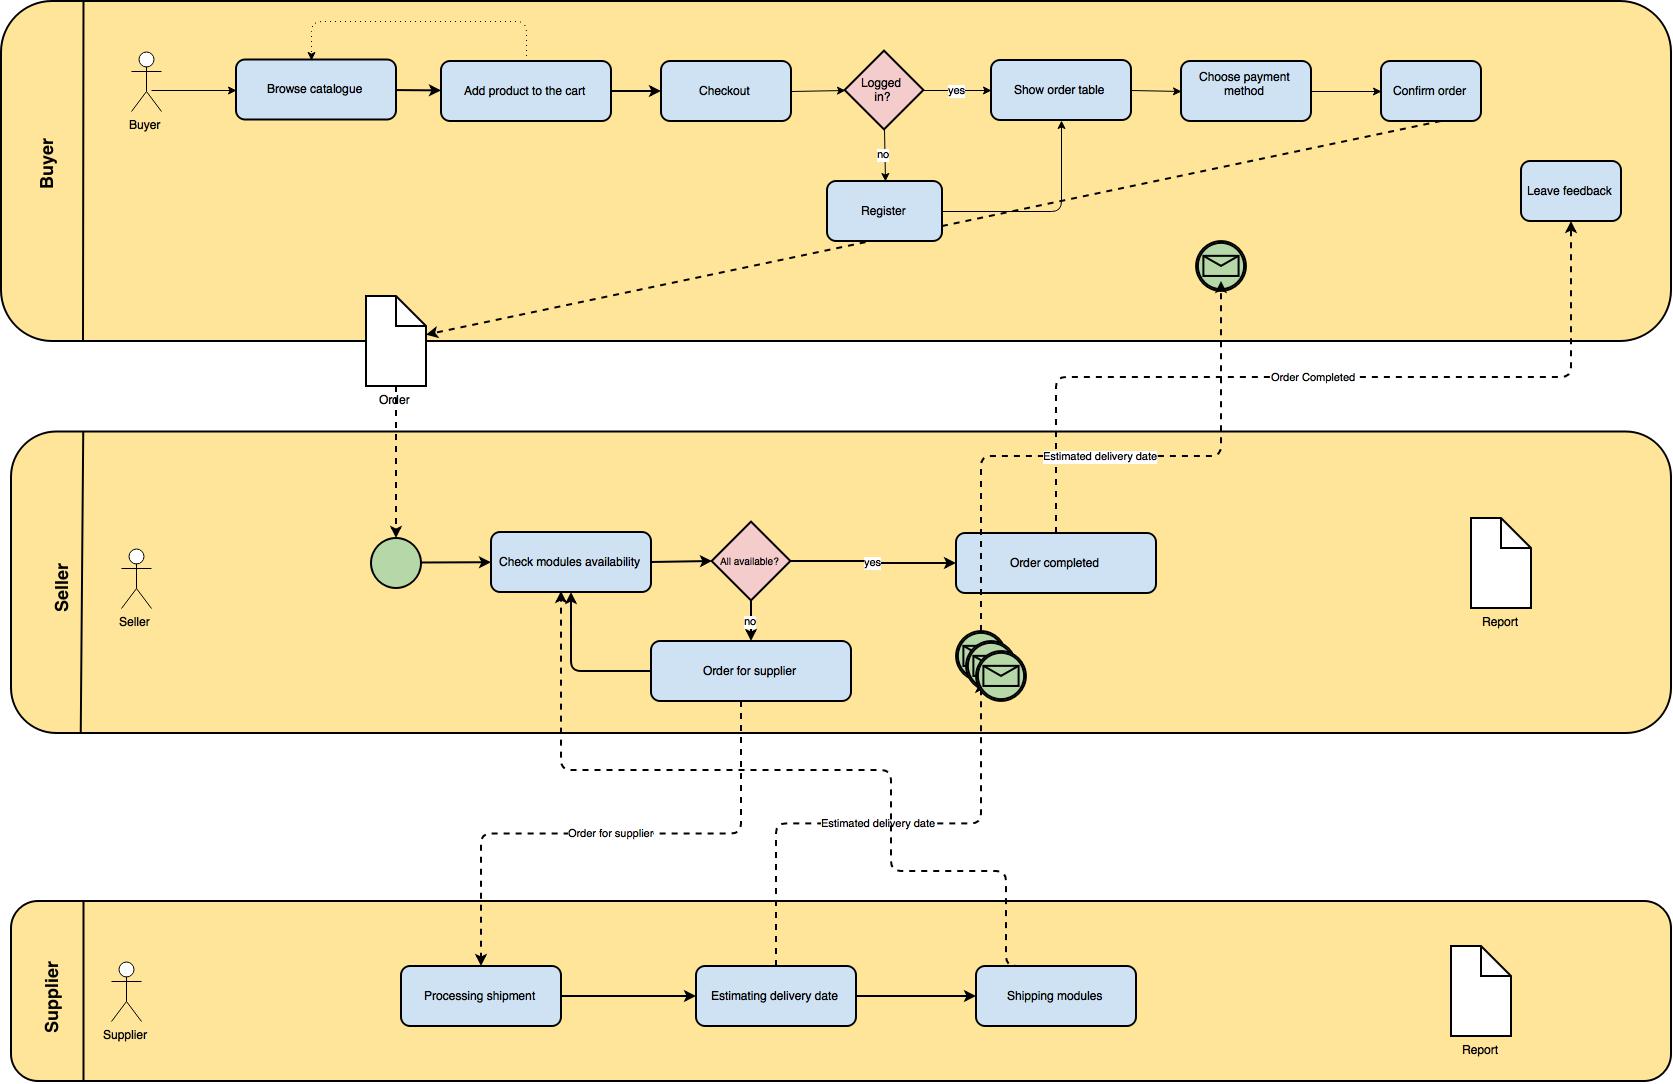 Buyer
Buyer
Browse catalogue
Add product to the cart
Checkout
Logged
in?
yes
Show order table
Choose payment
method
Confirm order
no
Register
Leave feedback
Order
Order Completed
Estimated delivery date
Seller
Seller
Check modules availability
All available?
yes
Order completed
no
Order for supplier
Report
Order for supplier
Estimated delivery date
Supplier
Supplier
Processing shipment
Estimating delivery date
Shipping modules
Report